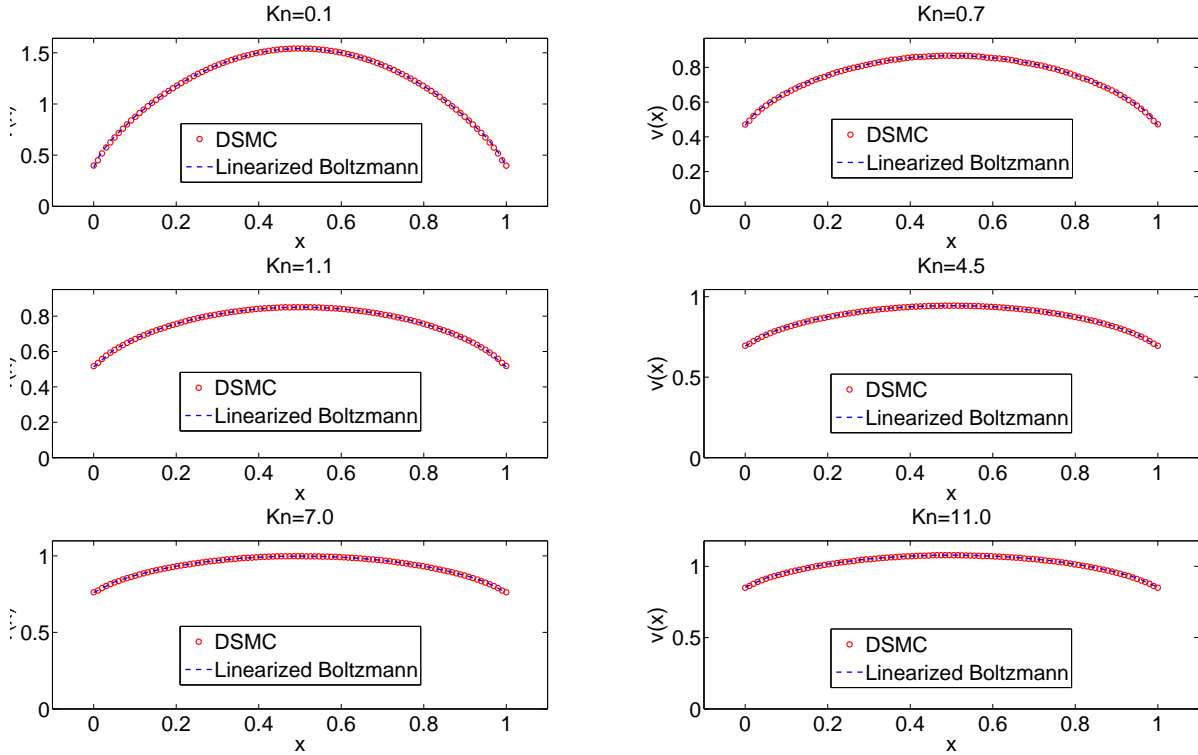 Kn=0.1
1.5
1
0.5
0
DSMC
Linearized Boltzmann
0 0.2 0.4 0.6 0.8 1
x
Kn=0.7
v(x)
0.8
0.6
0.4
0.2
0
DSMC
Linearized Boltzmann
0 0.2 0.4 0.6 0.8 1
x
Kn=1.1
0.8
0.6
0.4
0.2
0
DSMC
Linearized Boltzmann
0 0.2 0.4 0.6 0.8 1
x
Kn=4.5
v(x)
1
0.5
0
DSMC
Linearized Boltzmann
0 0.2 0.4 0.6 0.8 1
x
Kn=7.0
1
0.5
0
DSMC
Linearized Boltzmann
0 0.2 0.4 0.6 0.8 1
x
Kn=11.0
v(x)
1
0.5
0
DSMC
Linearized Boltzmann
0 0.2 0.4 0.6 0.8 1
x